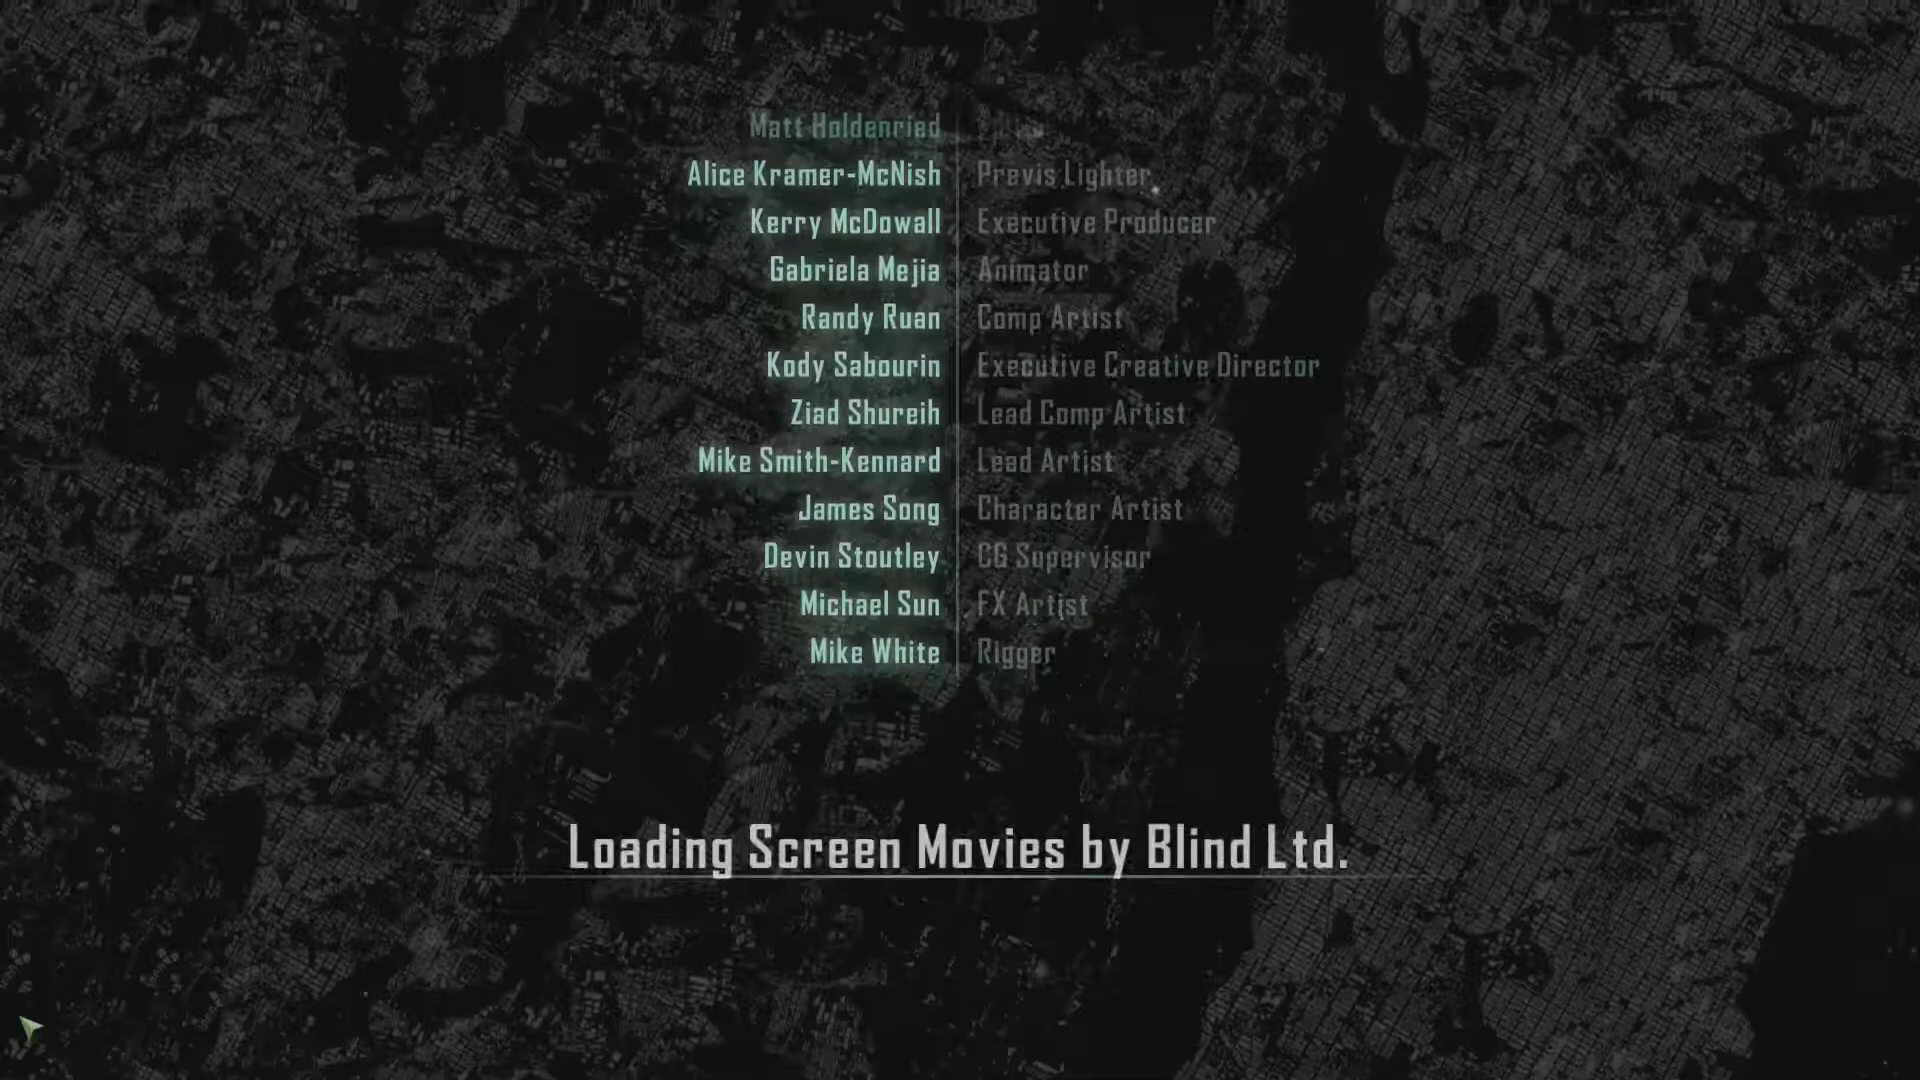 Matt Holdenried
Alice Kramer-McNish Previs Lighter
Kerry McDowall Executive Producer
Gabriela Mejia Animator
Randy Ruan Comp Artist
Kody Sabourin Executive Creative Director
Ziad Shureih Lead Comp Artist
Mike Smith-Kennard Lead Artist
James Song Character Artist
Devin Stoutley CG Supervisor
Michael Sun FX Artist
Mike White Rigger
Loading Screen Movies by Blind Ltd.